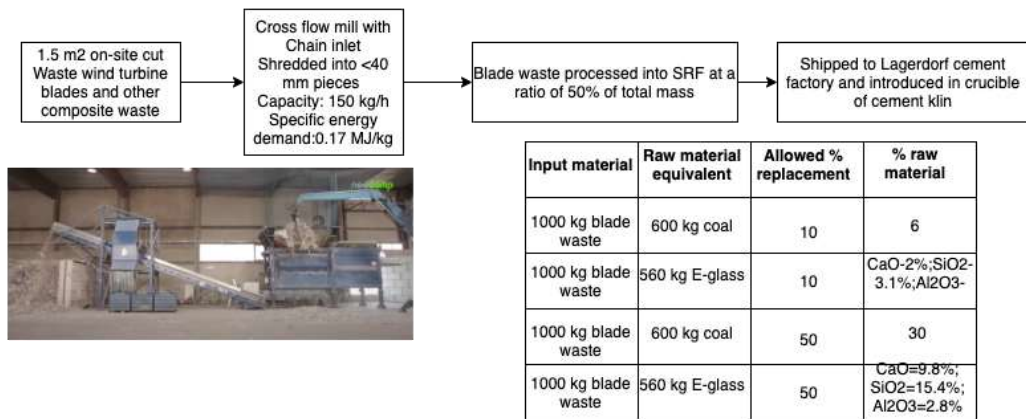 1.5 m2 on-site cut
Waste wind turbine
blades and other
composite waste
Cross flow mill with
Chain inlet
Shredded into <40
mm pieces
Capacity: 150 kg/h
Specific energy
demand:0.17 MJ/kg
Blade waste processed into SRF at a
ratio of 50% of total mass
Shipped to Lagerdorf cement
factory and introduced in crucible
of cement klin
Input material
Raw material
equivalent
Allowed %
replacement
% raw
material
1000 kg blade
waste
600 kg coal
10
6
1000 kg blade
waste
560 kg E-glass
10
CaO-2%;SiO2-
3.1%;Al2O3-
1000 kg blade
waste
600 kg coal
50
30
1000 kg blade
waste
560 kg E-glass
50
CaO=9.8%;
SiO2=15.4%;
Al2O3=2.8%